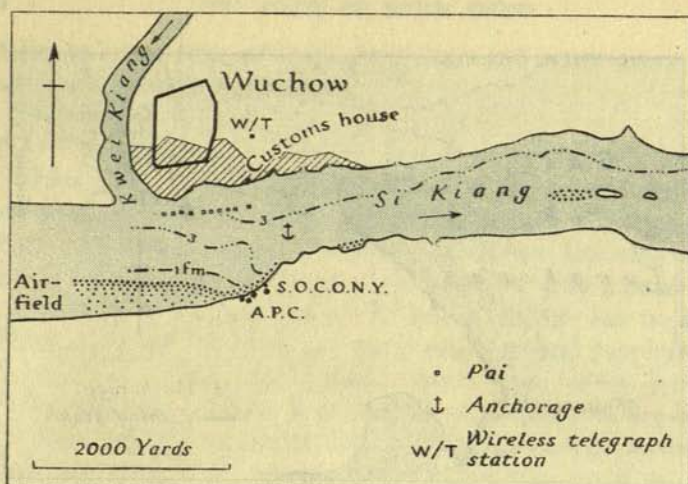 Kwei Kiang
Wuchow
W/T
Customs house
Si Kiang
3
3
1 fm
Air-
field
S.O.C.O.N.Y.
A.P.C.
P'ai
Anchorage
W/T Wireless telegraph
station
2000 Yards